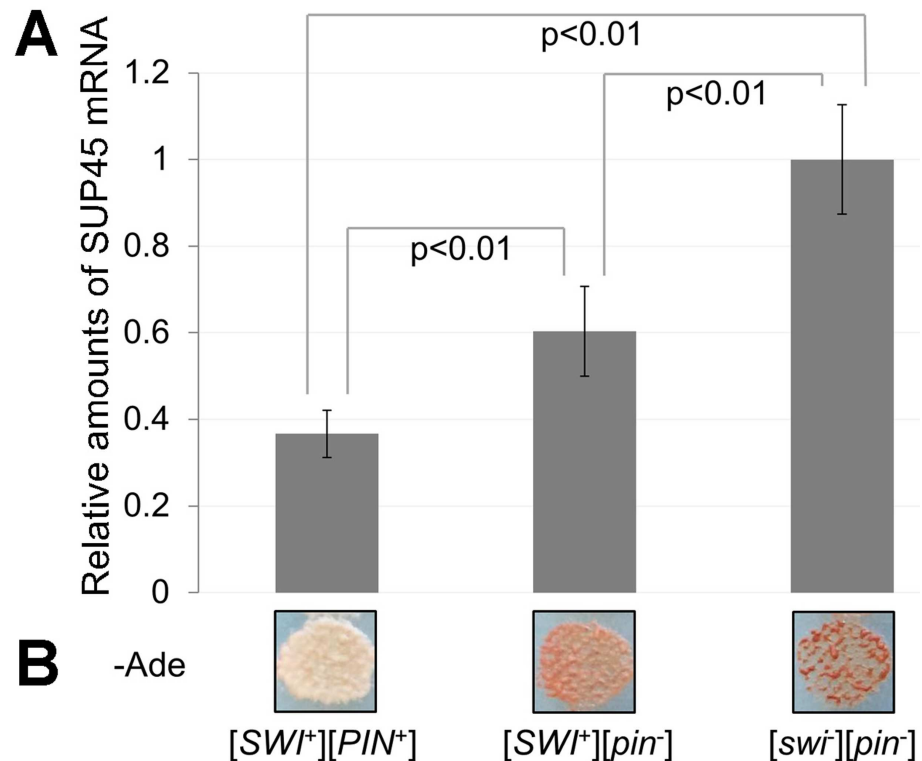 A
Relative amounts of SUP45 mRNA
p<0.01
p<0.01
p<0.01
1.2
1
0.8
0.6
0.4
0.2
0
B
-Ade
[SWI⁺][PIN⁺]
[SWI⁺][pin⁻]
[swi⁻][pin⁻]